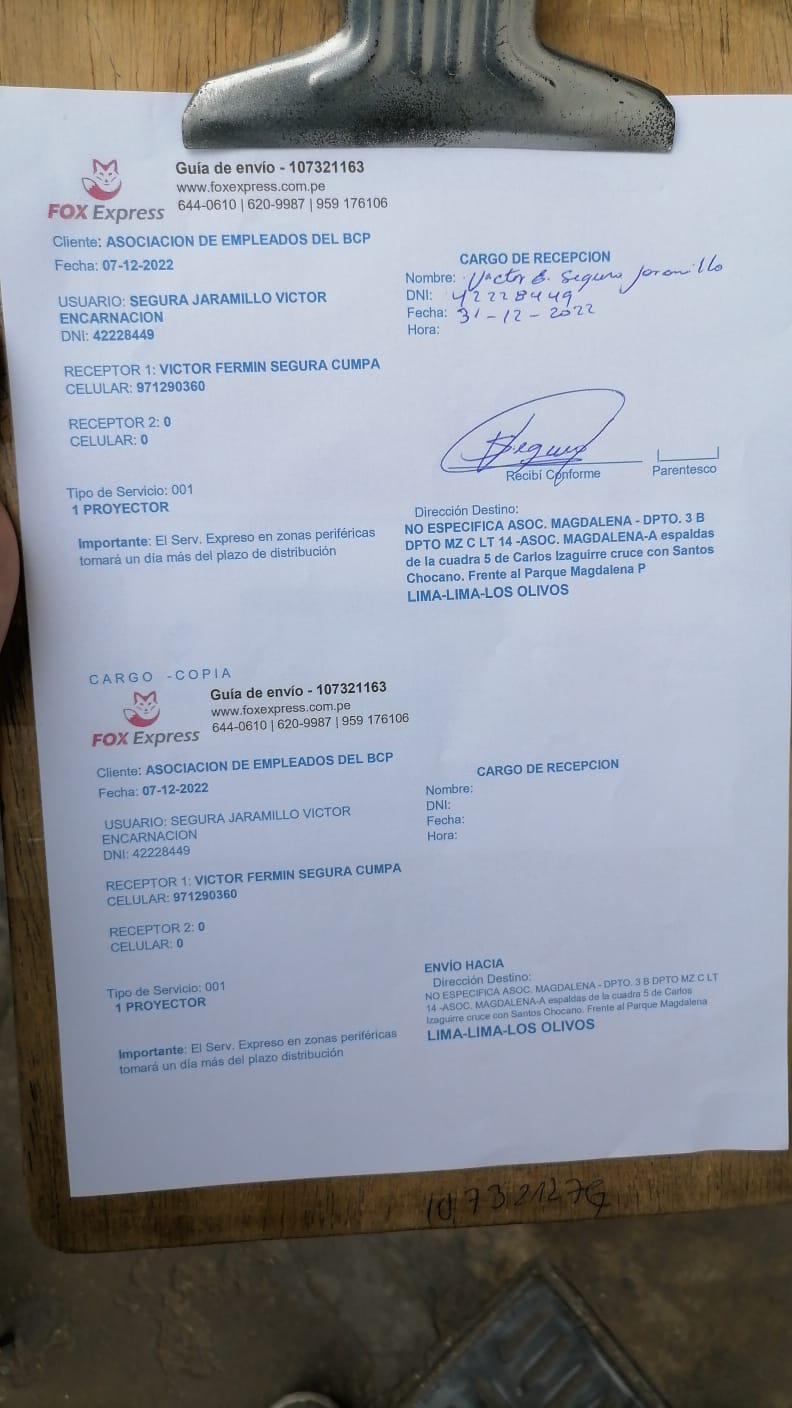 Guía de envío - 107321163
www.foxexpress.com.pe
644-0610 | 620-9987 | 959 176106
FOX Express
Cliente: ASOCIACION DE EMPLEADOS DEL BCP
Fecha: 07-12-2022
USUARIO: SEGURA JARAMILLO VICTOR
ENCARNACION
DNI: 42228449
RECEPTOR 1: VICTOR FERMIN SEGURA CUMPA
CELULAR: 971290360
RECEPTOR 2: 0
CELULAR: 0
Tipo de Servicio: 001
1 PROYECTOR
Importante: El Serv. Expreso en zonas periféricas
tomará un día más del plazo de distribución
CARGO DE RECEPCION
Nombre: Victor E. Segura Jaramillo
DNI: 42228449
Fecha: 31-12-2022
Hora:
Segura
Recibí Conforme
Parentesco
Dirección Destino:
NO ESPECIFICA ASOC. MAGDALENA - DPTO. 3 B
DPTO MZ C LT 14 -ASOC. MAGDALENA-A espaldas
de la cuadra 5 de Carlos Izaguirre cruce con Santos
Chocano. Frente al Parque Magdalena P
LIMA-LIMA-LOS OLIVOS
CARGO -COPIA
Guía de envío - 107321163
www.foxexpress.com.pe
644-0610 | 620-9987 | 959 176106
FOX Express
Cliente: ASOCIACION DE EMPLEADOS DEL BCP
Fecha: 07-12-2022
USUARIO: SEGURA JARAMILLO VICTOR
ENCARNACION
DNI: 42228449
RECEPTOR 1: VICTOR FERMIN SEGURA CUMPA
CELULAR: 971290360
RECEPTOR 2: 0
CELULAR: 0
Tipo de Servicio: 001
1 PROYECTOR
Importante: El Serv. Expreso en zonas periféricas
tomará un día más del plazo distribución
CARGO DE RECEPCION
Nombre:
DNI:
Fecha:
Hora:
ENVÍO HACIA
Dirección Destino:
NO ESPECIFICA ASOC. MAGDALENA - DPTO. 3 B DPTO MZ C LT
14 -ASOC. MAGDALENA-A espaldas de la cuadra 5 de Carlos
Izaguirre cruce con Santos Chocano. Frente al Parque Magdalena
LIMA-LIMA-LOS OLIVOS